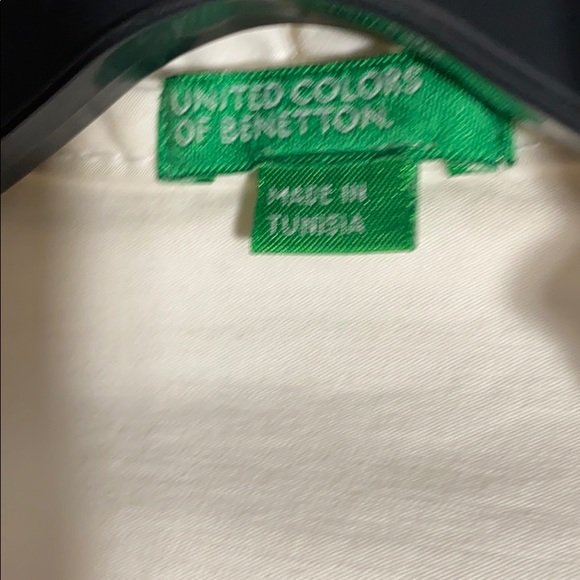 UNITED COLORS
OF BENETTON.
MADE IN
TUNISIA